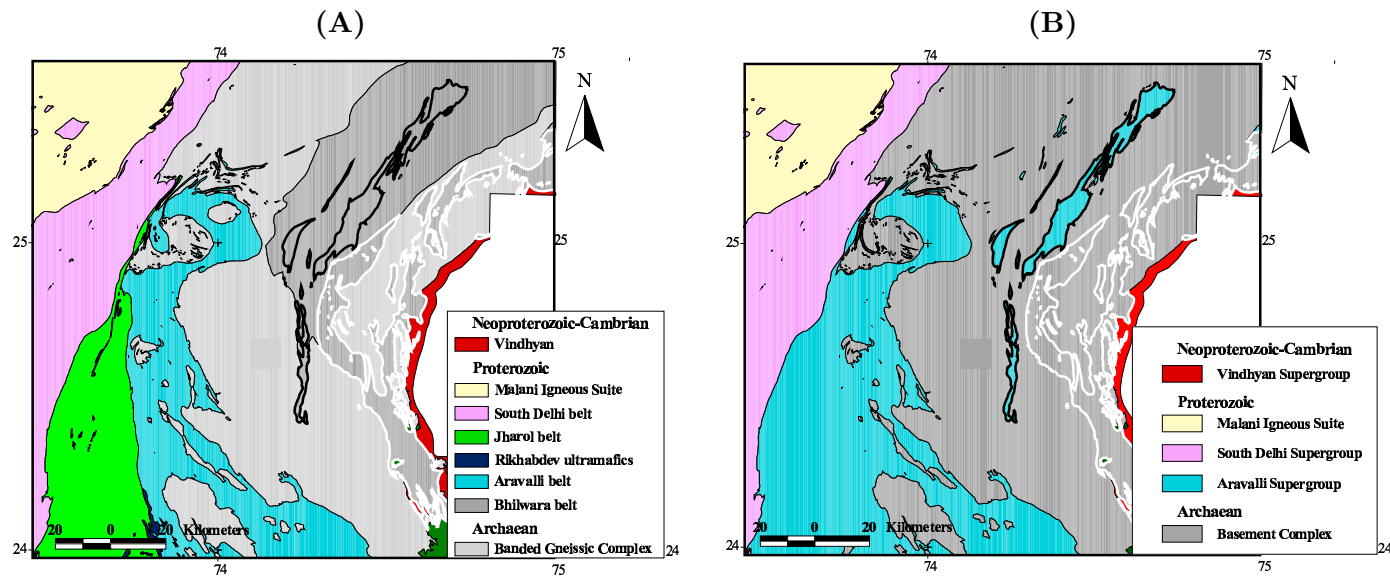 (A)
74
75
N
25
25
Neoproterozoic-Cambrian
Vindhyan
Proterozoic
Malani Igneous Suite
South Delhi belt
Jharol belt
Rikhabdev ultramafics
Aravalli belt
Bhilwara belt
Archaean
Banded Gneissic Complex
20 0 20 Kilometers
24
24
74
75
(B)
74
75
N
25
25
Neoproterozoic-Cambrian
Vindhyan Supergroup
Proterozoic
Malani Igneous Suite
South Delhi Supergroup
Aravalli Supergroup
Archaean
Basement Complex
20 0 20 Kilometers
24
24
74
75